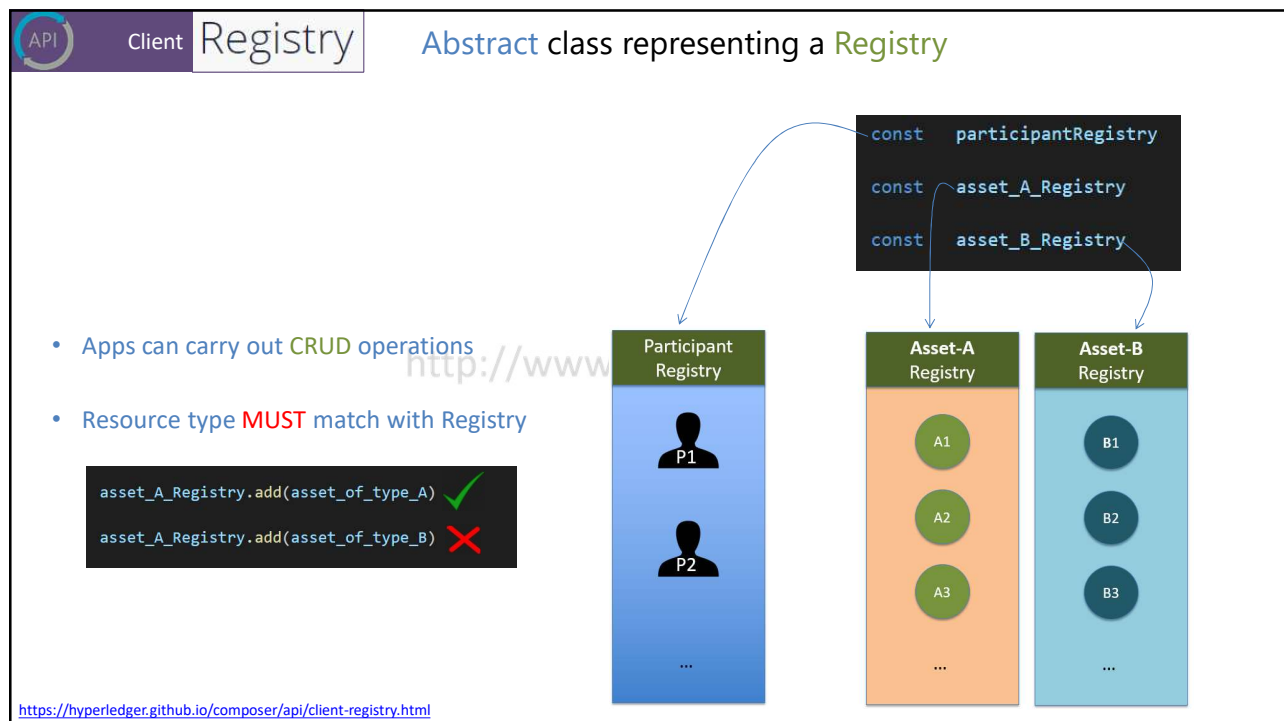 API Client Registry Abstract class representing a Registry
const participantRegistry
const asset_A_Registry
const asset_B_Registry
• Apps can carry out CRUD operations
http://www
• Resource type MUST match with Registry
asset_A_Registry.add(asset_of_type_A)
asset_A_Registry.add(asset_of_type_B)
Participant
Registry
P1
P2
...
Asset-A
Registry
A1
A2
A3
...
Asset-B
Registry
B1
B2
B3
...
https://hyperledger.github.io/composer/api/client-registry.html